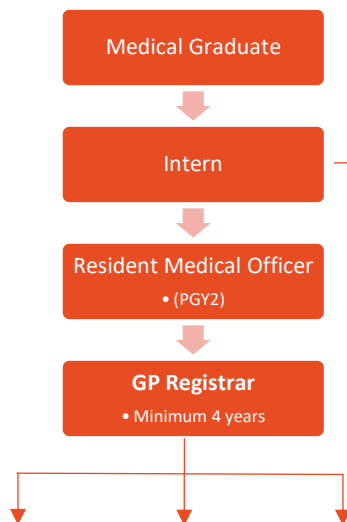 Medical Graduate
Intern
Resident Medical Officer
• (PGY2)
GP Registrar
• Minimum 4 years